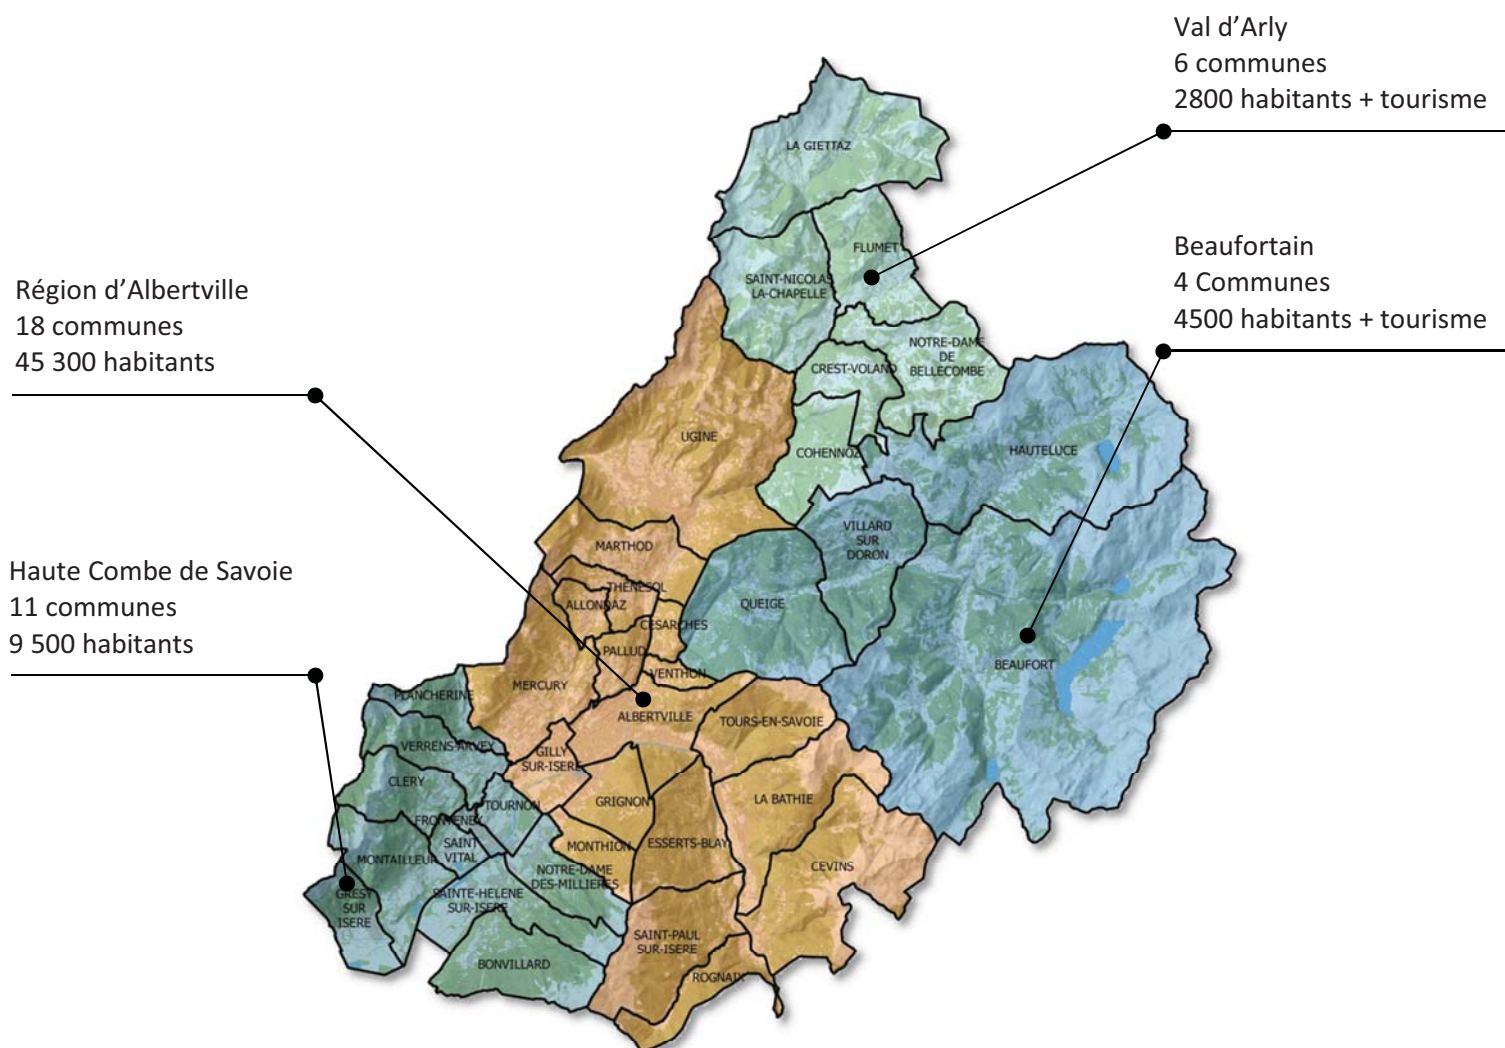 Val d’Arly
6 communes
2800 habitants + tourisme
Beaufortain
4 Communes
4500 habitants + tourisme
Région d’Albertville
18 communes
45 300 habitants
Haute Combe de Savoie
11 communes
9 500 habitants
LA GIETTAZ
FLUMET
SAINT-NICOLAS
LA-CHAPELLE
NOTRE-DAME
DE
BELLECOMBE
CREST-VOLAND
COHENNOZ
HAUTELUCE
UGINE
VILLARD
SUR
DORON
MARTHOD
THENESOL
ALLONDAZ
CESARCHES
QUEIGE
PALLUD
VENTHON
BEAUFORT
MERCURY
PLANCHERINE
ALBERTVILLE
TOURS-EN-SAVOIE
VERRENS-ARVEY
GILLY
SUR-ISERE
CLERY
TOURNON
GRIGNON
LA BATHIE
FRONTENEX
SAINT
VITAL
MONTHION
ESSERTS-BLAY
MONTAILLEUR
NOTRE-DAME
DES-MILLIERES
CEVINS
GRESY
SUR
ISERE
SAINTE-HELENE
SUR-ISERE
SAINT-PAUL
SUR-ISERE
BONVILLARD
ROGNAIX